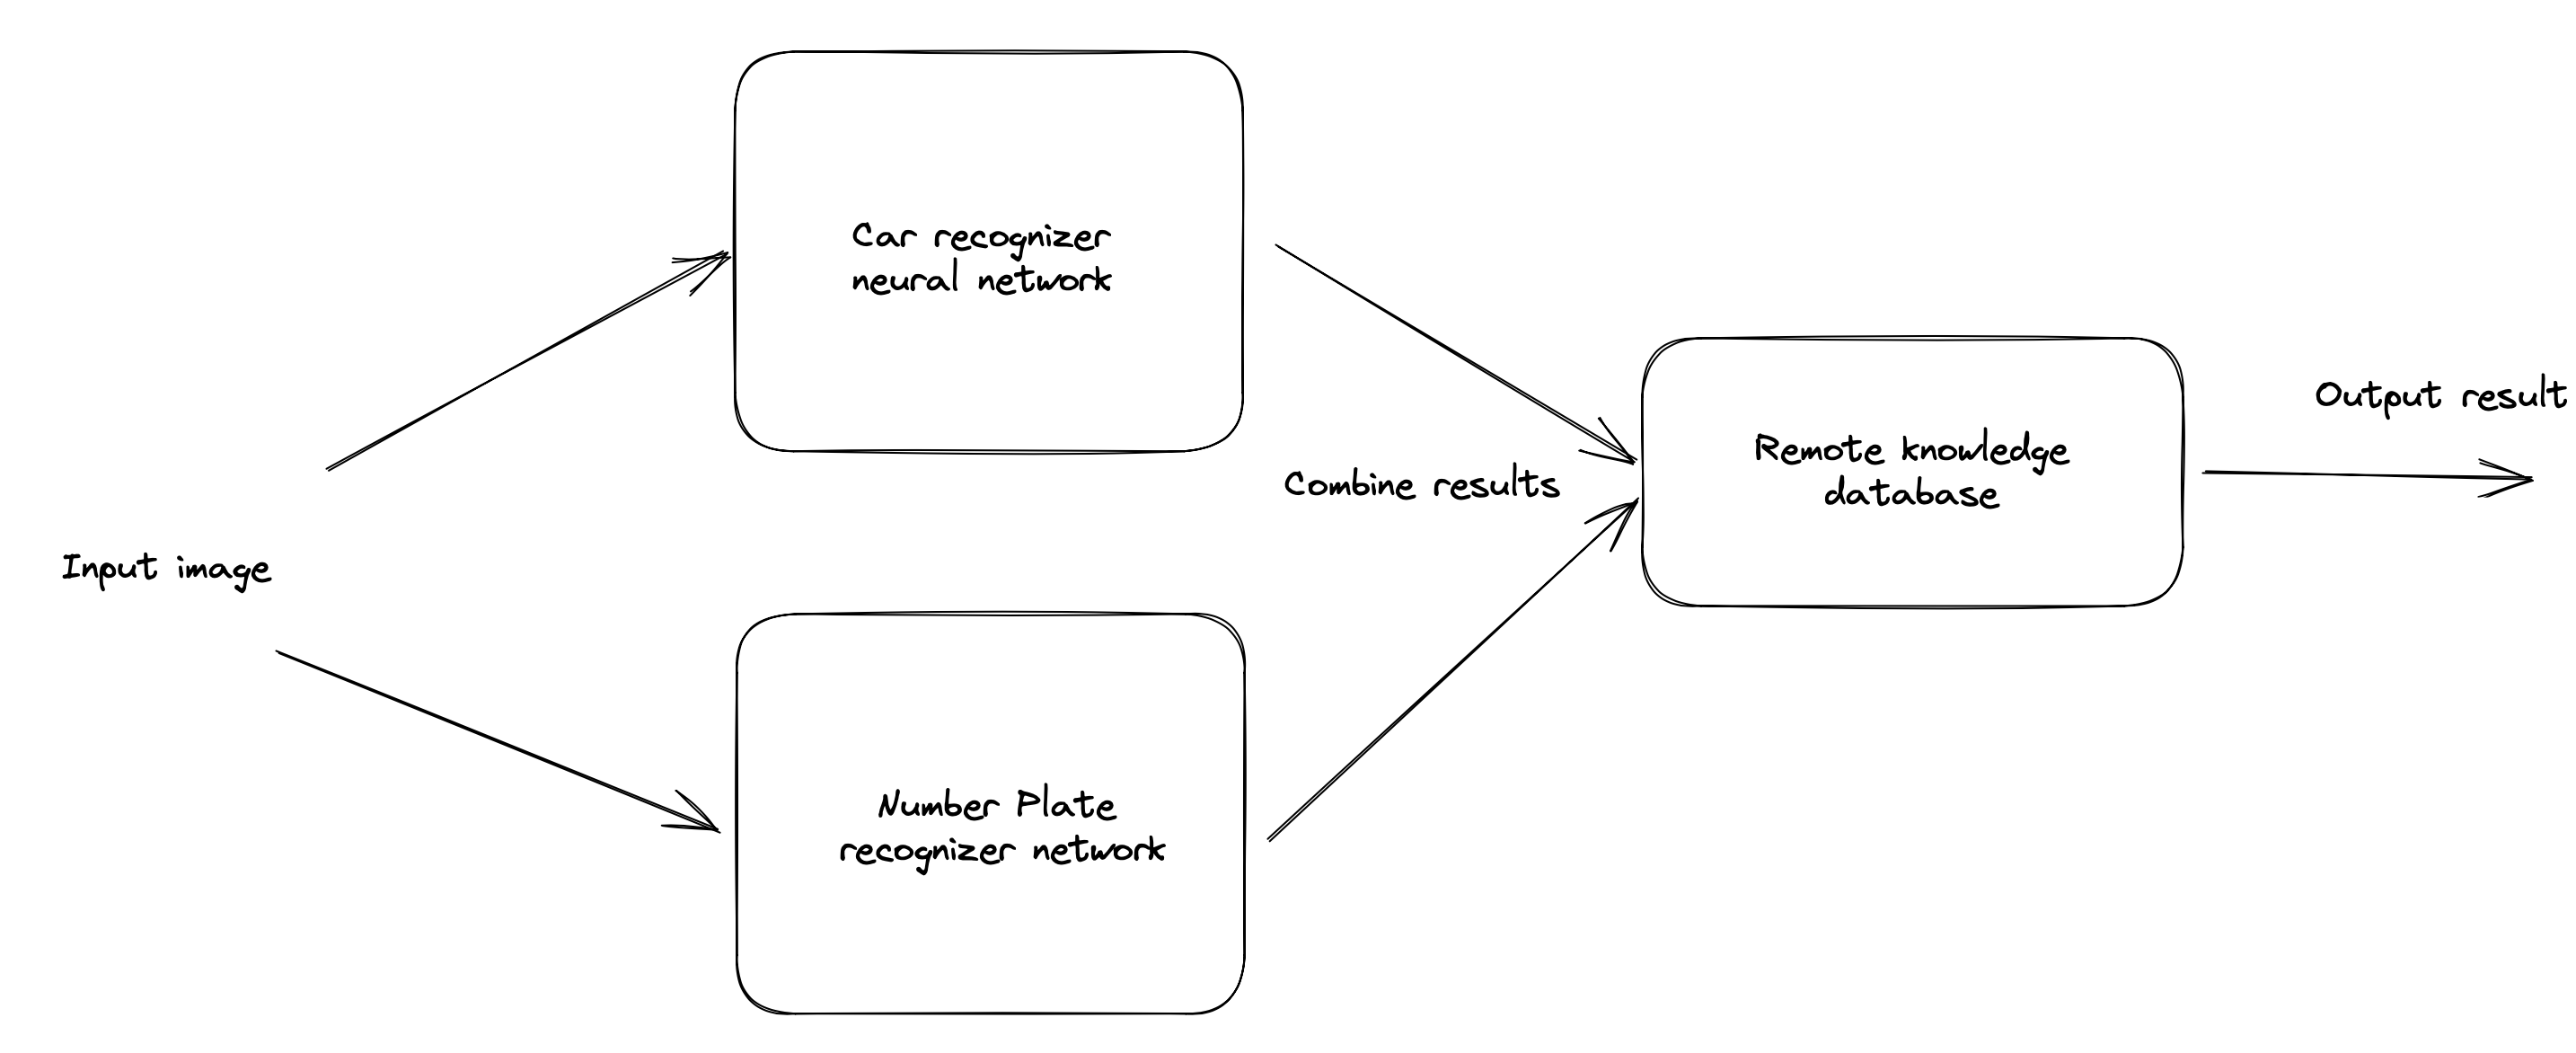 Input image
Car recognizer
neural network
Number Plate
recognizer network
Combine results
Remote knowledge
database
Output result